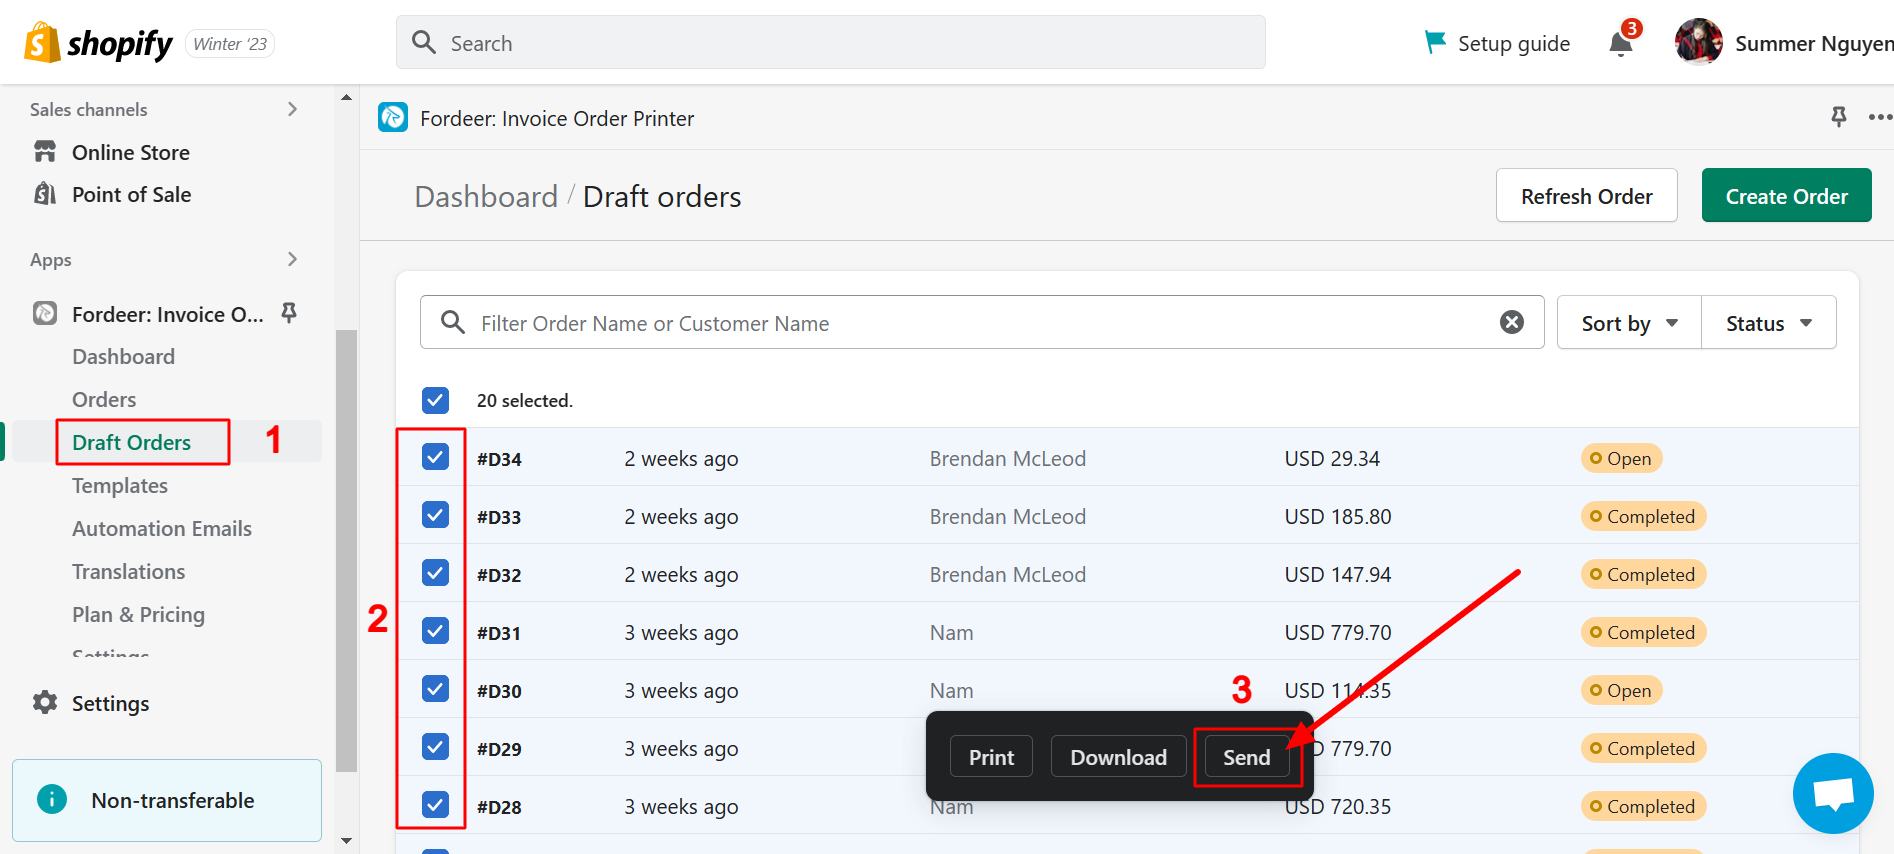 shopify Winter '23
Search
Setup guide
3
Summer Nguyen
Sales channels
Online Store
Point of Sale
Apps
Fordeer: Invoice O...
Dashboard
Orders
Draft Orders 1
Templates
Automation Emails
Translations
Plan & Pricing
Settings
Settings
Non-transferable
Fordeer: Invoice Order Printer
Dashboard / Draft orders
Refresh Order
Create Order
Filter Order Name or Customer Name
Sort by
Status
20 selected.
#D34 2 weeks ago Brendan McLeod USD 29.34 Open
#D33 2 weeks ago Brendan McLeod USD 185.80 Completed
#D32 2 weeks ago Brendan McLeod USD 147.94 Completed
2
#D31 3 weeks ago Nam USD 779.70 Completed
#D30 3 weeks ago Nam USD 114.35 Open
3
#D29 3 weeks ago D 779.70 Completed
Print Download Send
#D28 3 weeks ago Nam USD 720.35 Completed